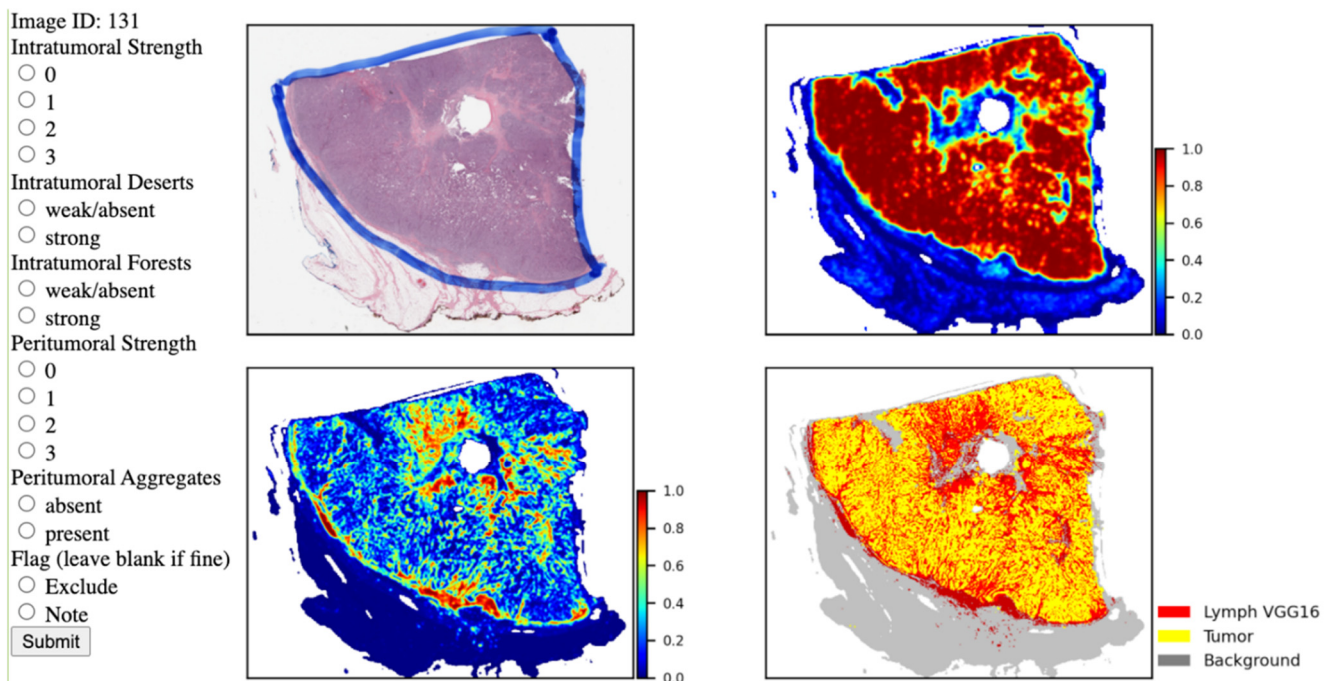 Image ID: 131
Intratumoral Strength
0
1
2
3
Intratumoral Deserts
weak/absent
strong
Intratumoral Forests
weak/absent
strong
Peritumoral Strength
0
1
2
3
Peritumoral Aggregates
absent
present
Flag (leave blank if fine)
Exclude
Note
Submit
1.0
0.8
0.6
0.4
0.2
0.0
1.0
0.8
0.6
0.4
0.2
0.0
Lymph VGG16
Tumor
Background